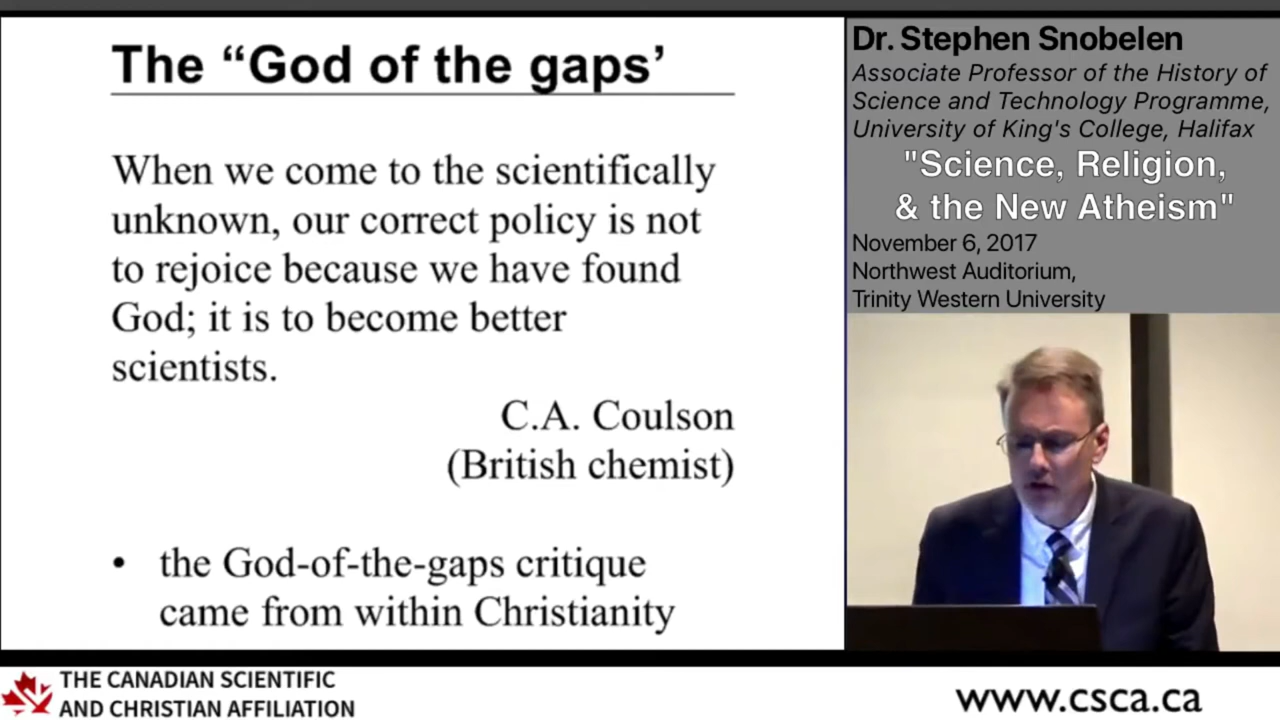 The “God of the gaps’
When we come to the scientifically
unknown, our correct policy is not
to rejoice because we have found
God; it is to become better
scientists.
C.A. Coulson
(British chemist)
• the God-of-the-gaps critique
came from within Christianity
Dr. Stephen Snobelen
Associate Professor of the History of
Science and Technology Programme,
University of King's College, Halifax
"Science, Religion,
& the New Atheism"
November 6, 2017
Northwest Auditorium,
Trinity Western University
THE CANADIAN SCIENTIFIC
AND CHRISTIAN AFFILIATION
www.csca.ca